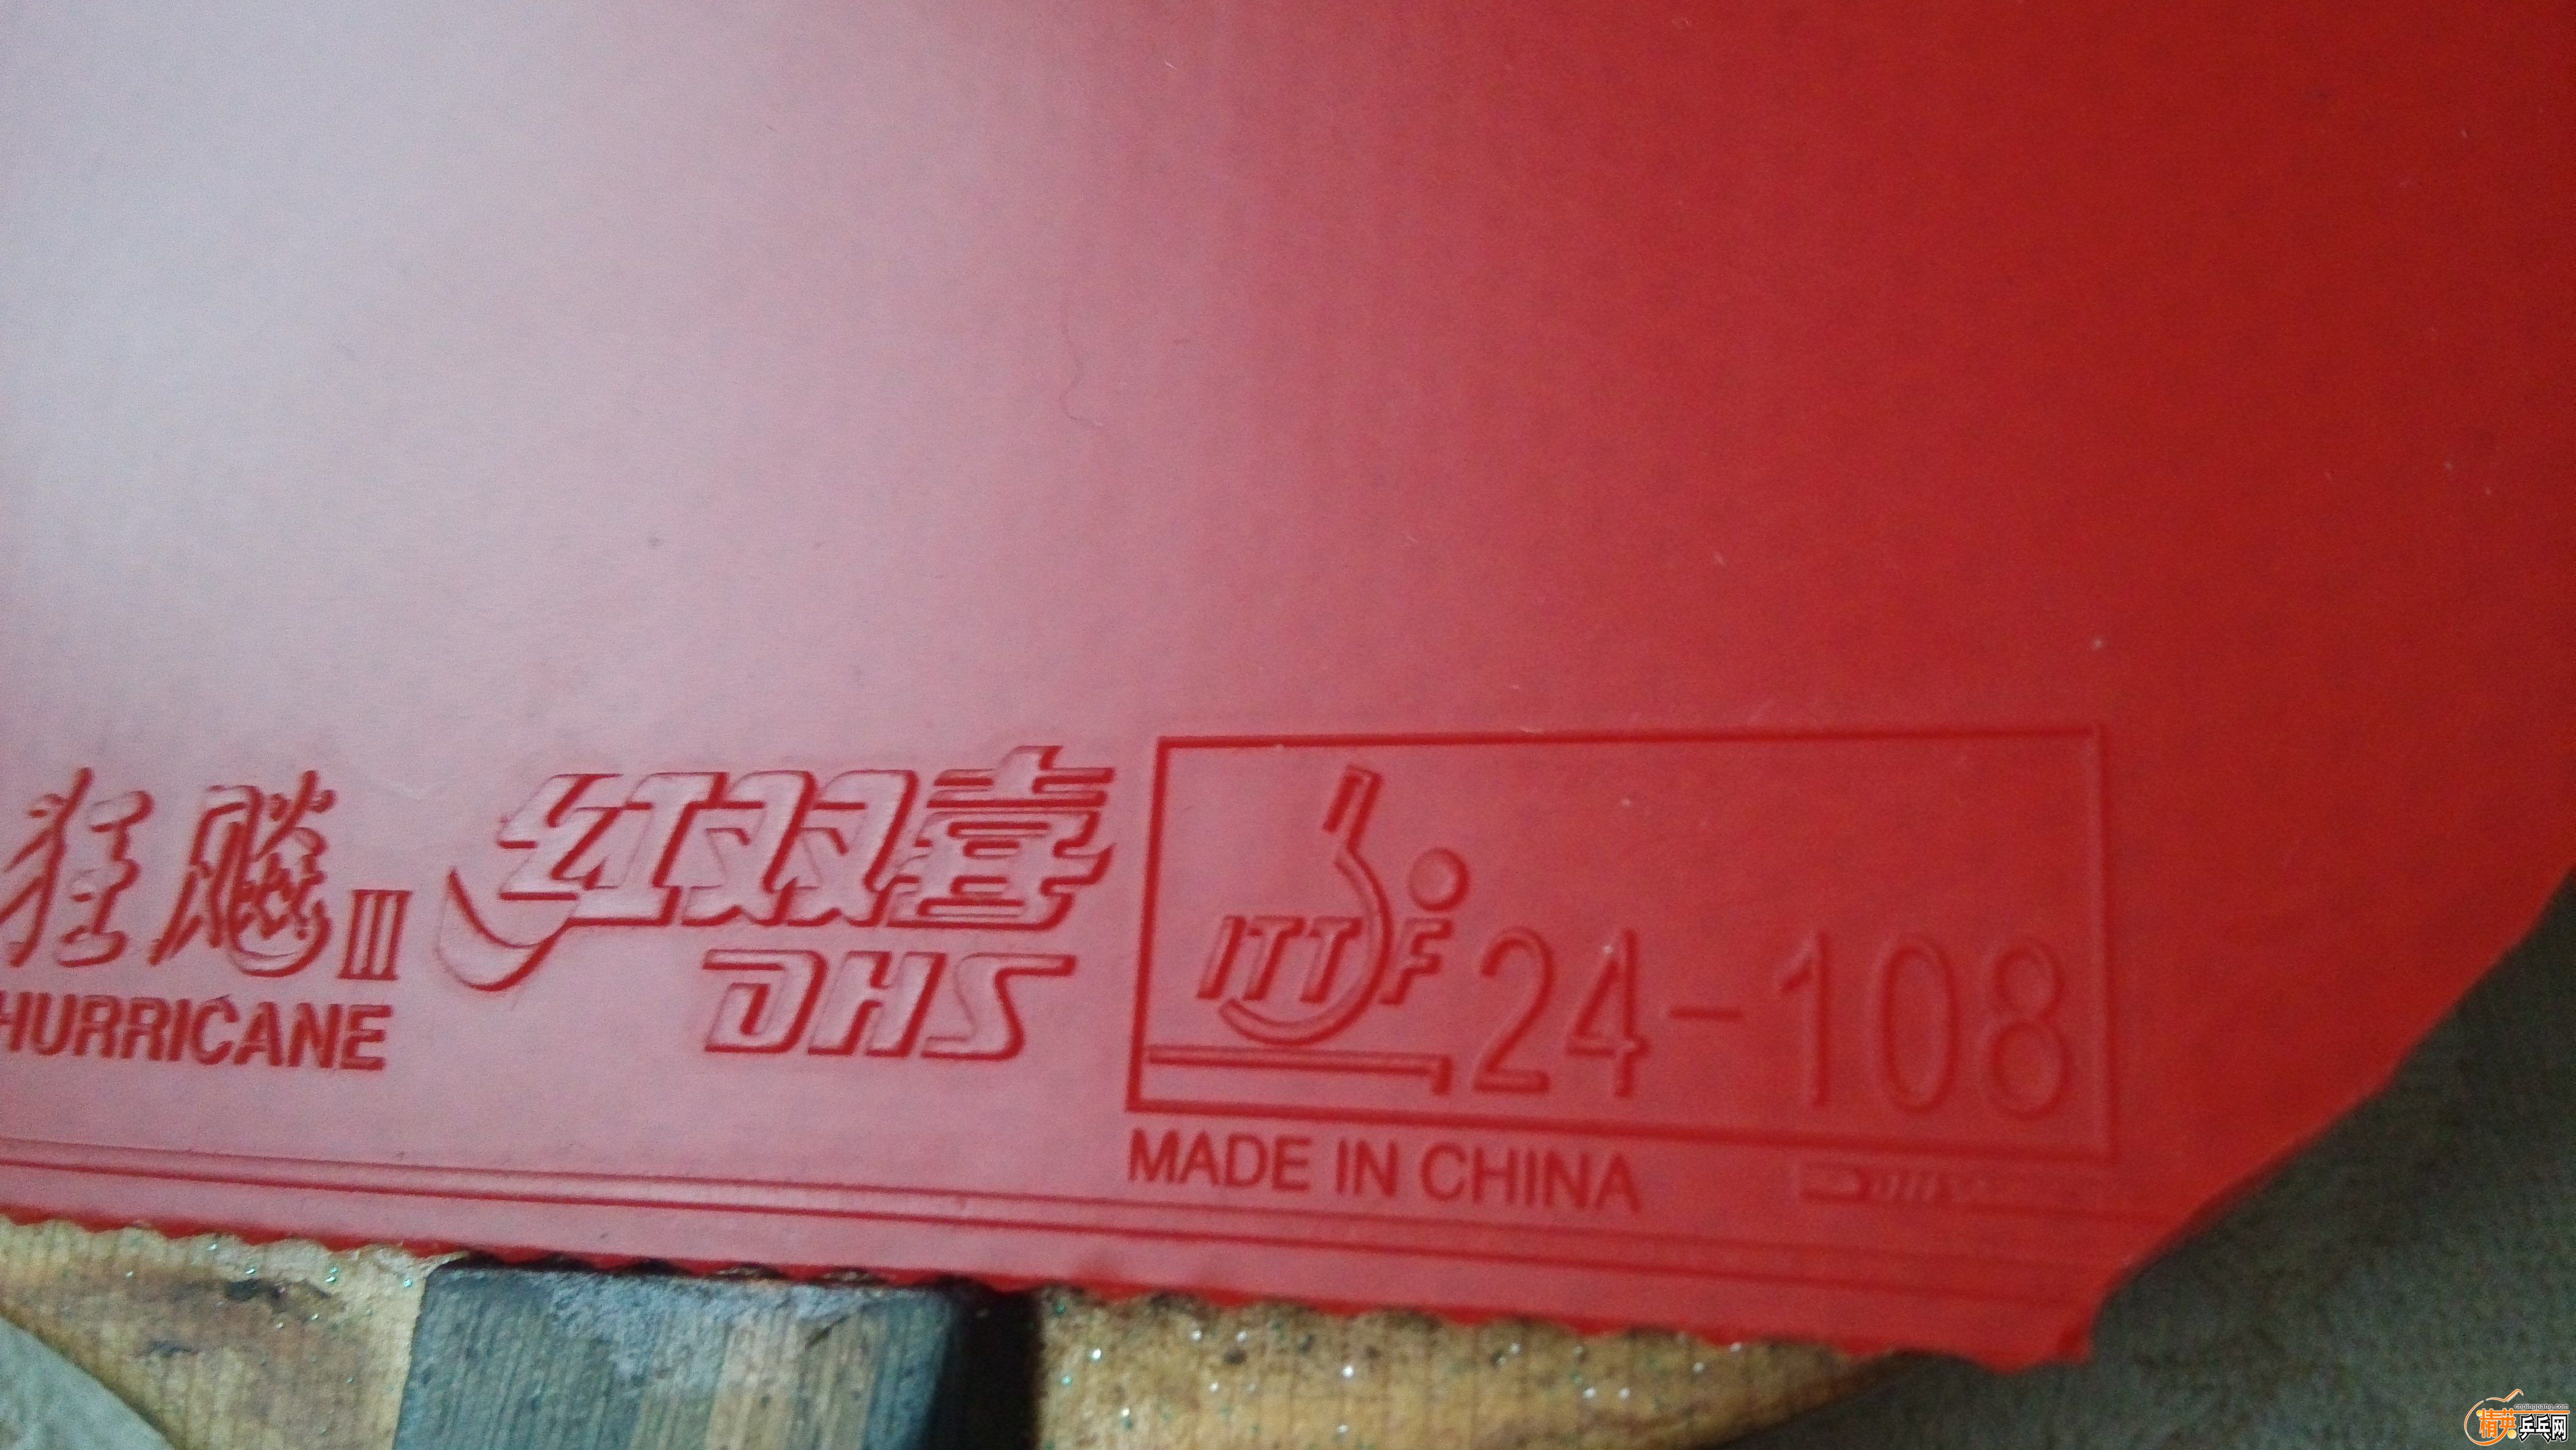 狂飚III
HURRICANE
红双喜
DHS
ITTF 24-108
MADE IN CHINA
精英乒乓网